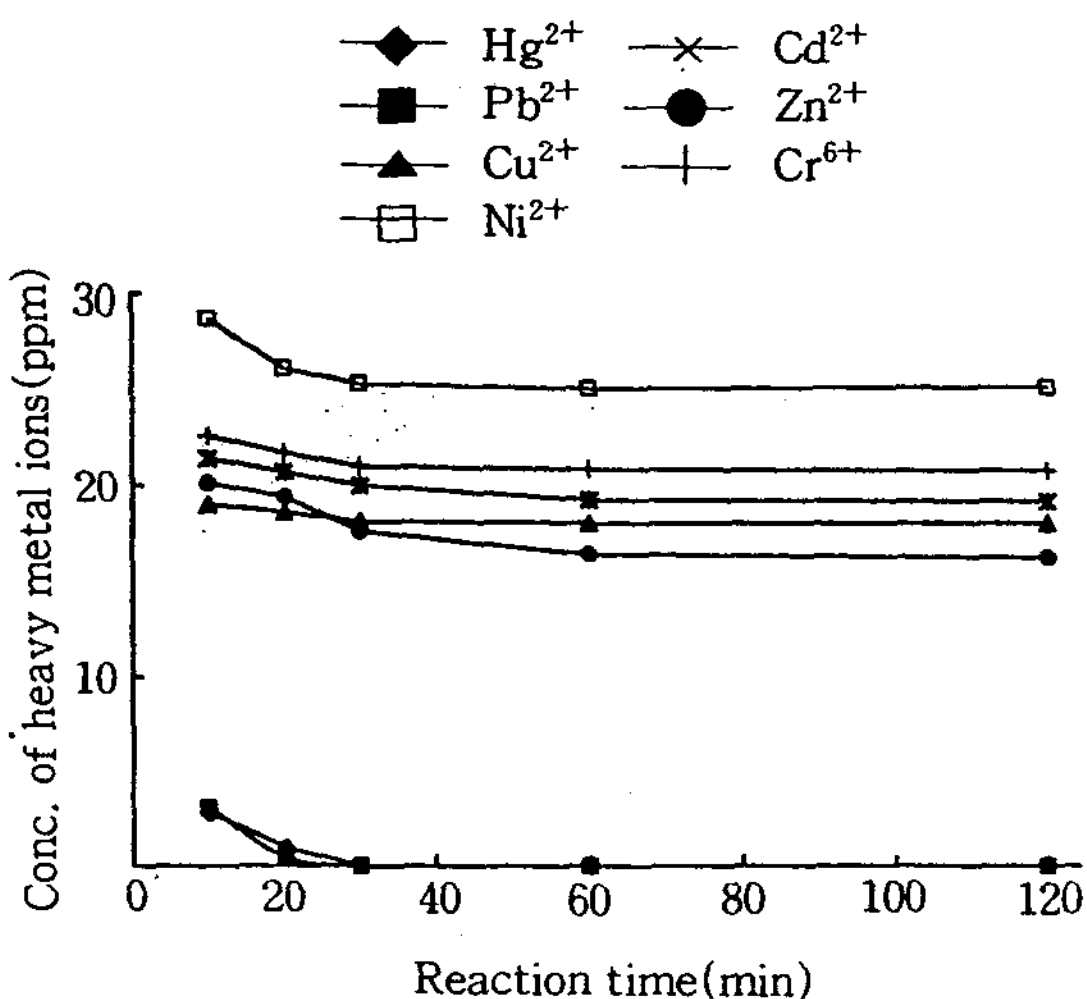 Hg²⁺ Cd²⁺
Pb²⁺ Zn²⁺
Cu²⁺ Cr⁶⁺
Ni²⁺
Conc. of heavy metal ions(ppm)
30
20
10
0 20 40 60 80 100 120
Reaction time(min)